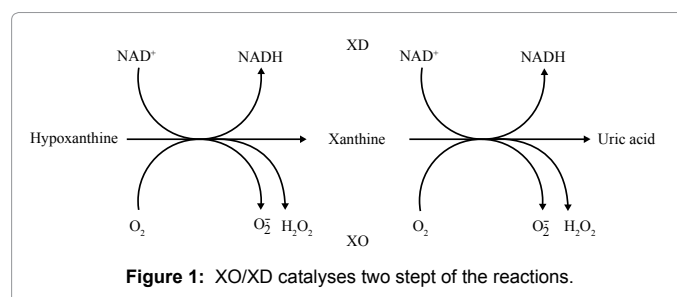 XD
NAD⁺ NADH NAD⁺ NADH
Hypoxanthine Xanthine Uric acid
O₂ O₂⁻ H₂O₂ O₂ O₂⁻ H₂O₂
XO
Figure 1: XO/XD catalyses two stept of the reactions.